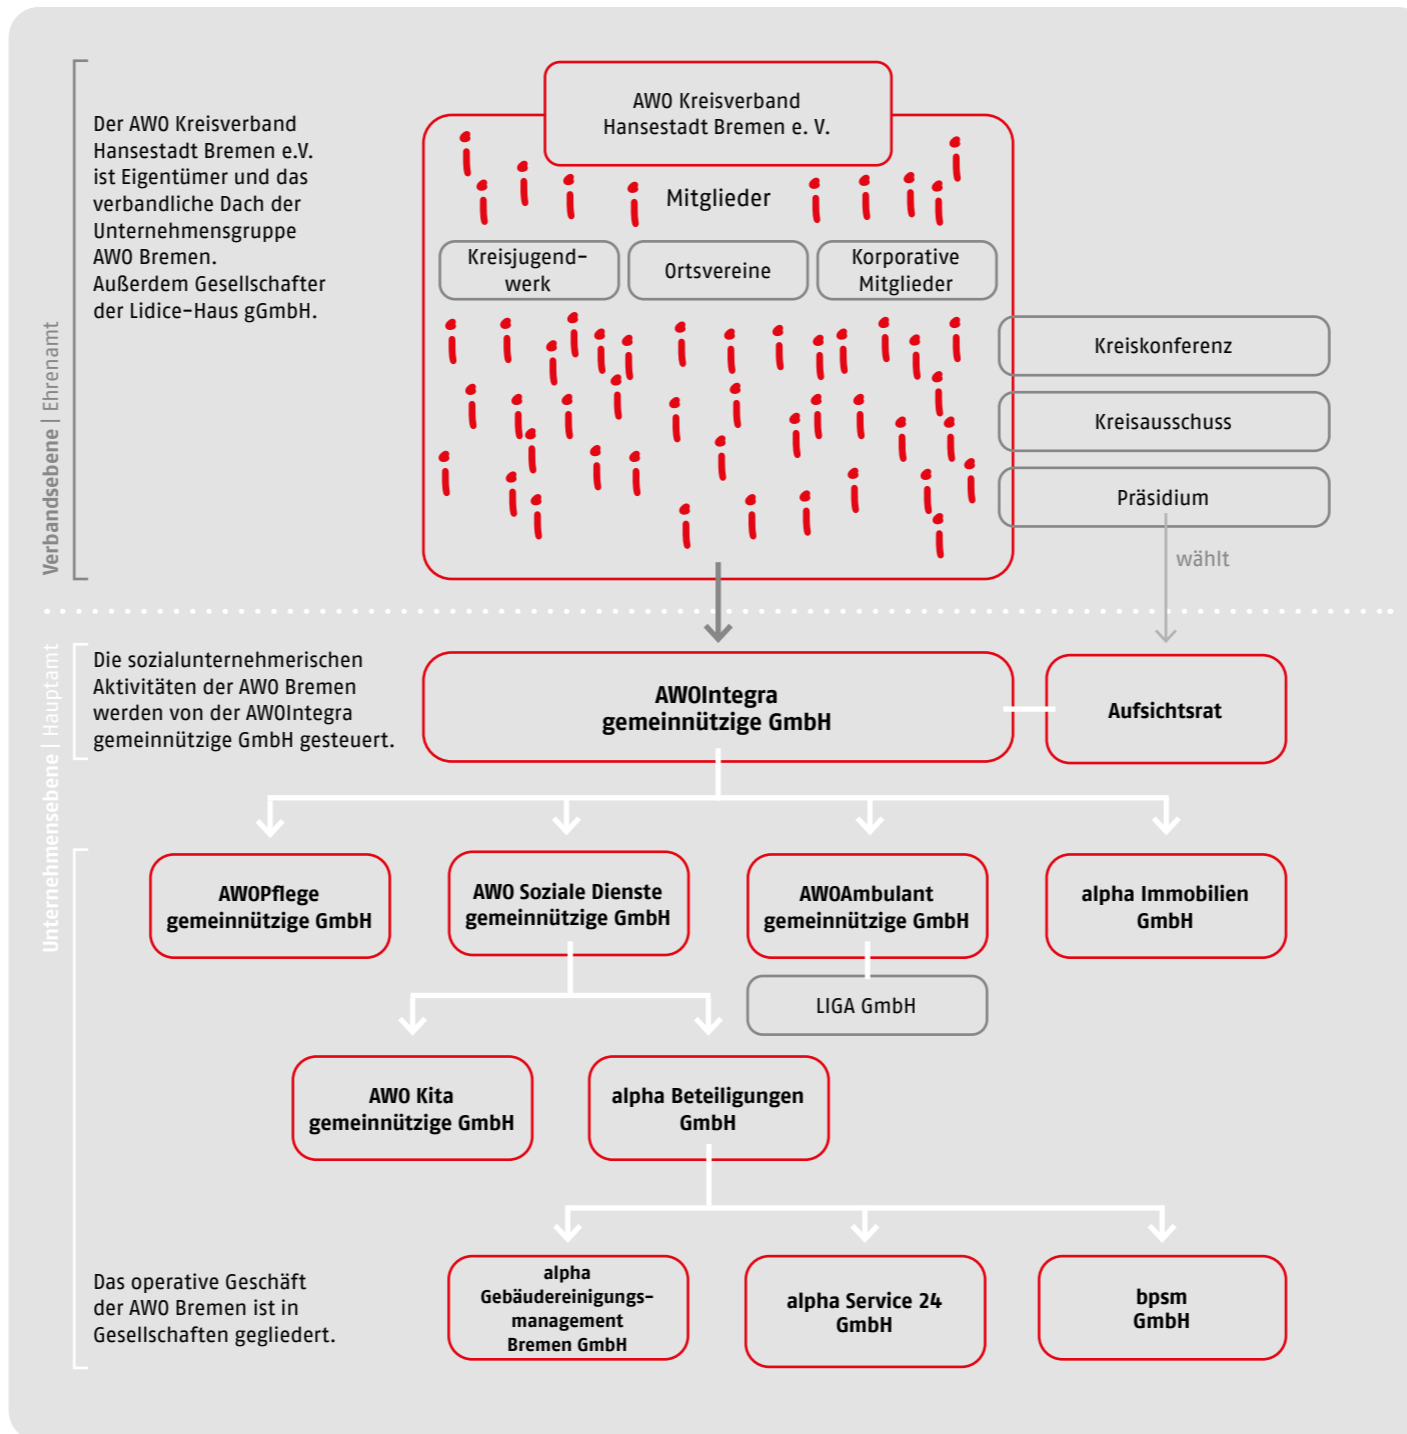 AWO Kreisverband
Hansestadt Bremen e. V.
Der AWO Kreisverband
Hansestadt Bremen e.V.
ist Eigentümer und das
verbandliche Dach der
Unternehmensgruppe
AWO Bremen.
Außerdem Gesellschafter
der Lidice-Haus gGmbH.
Verbandsebene | Ehrenamt
Mitglieder
Kreisjugend-
werk
Ortsvereine
Korporative
Mitglieder
Kreiskonferenz
Kreisausschuss
Präsidium
wählt
Unternehmensebene | Hauptamt
Die sozialunternehmerischen
Aktivitäten der AWO Bremen
werden von der AWOIntegra
gemeinnützige GmbH gesteuert.
AWOIntegra
gemeinnützige GmbH
Aufsichtsrat
AWOPflege
gemeinnützige GmbH
AWO Soziale Dienste
gemeinnützige GmbH
AWOAmbulant
gemeinnützige GmbH
alpha Immobilien
GmbH
LIGA GmbH
AWO Kita
gemeinnützige GmbH
alpha Beteiligungen
GmbH
Das operative Geschäft
der AWO Bremen ist in
Gesellschaften gegliedert.
alpha
Gebäudereinigungs-
management
Bremen GmbH
alpha Service 24
GmbH
bpsm
GmbH